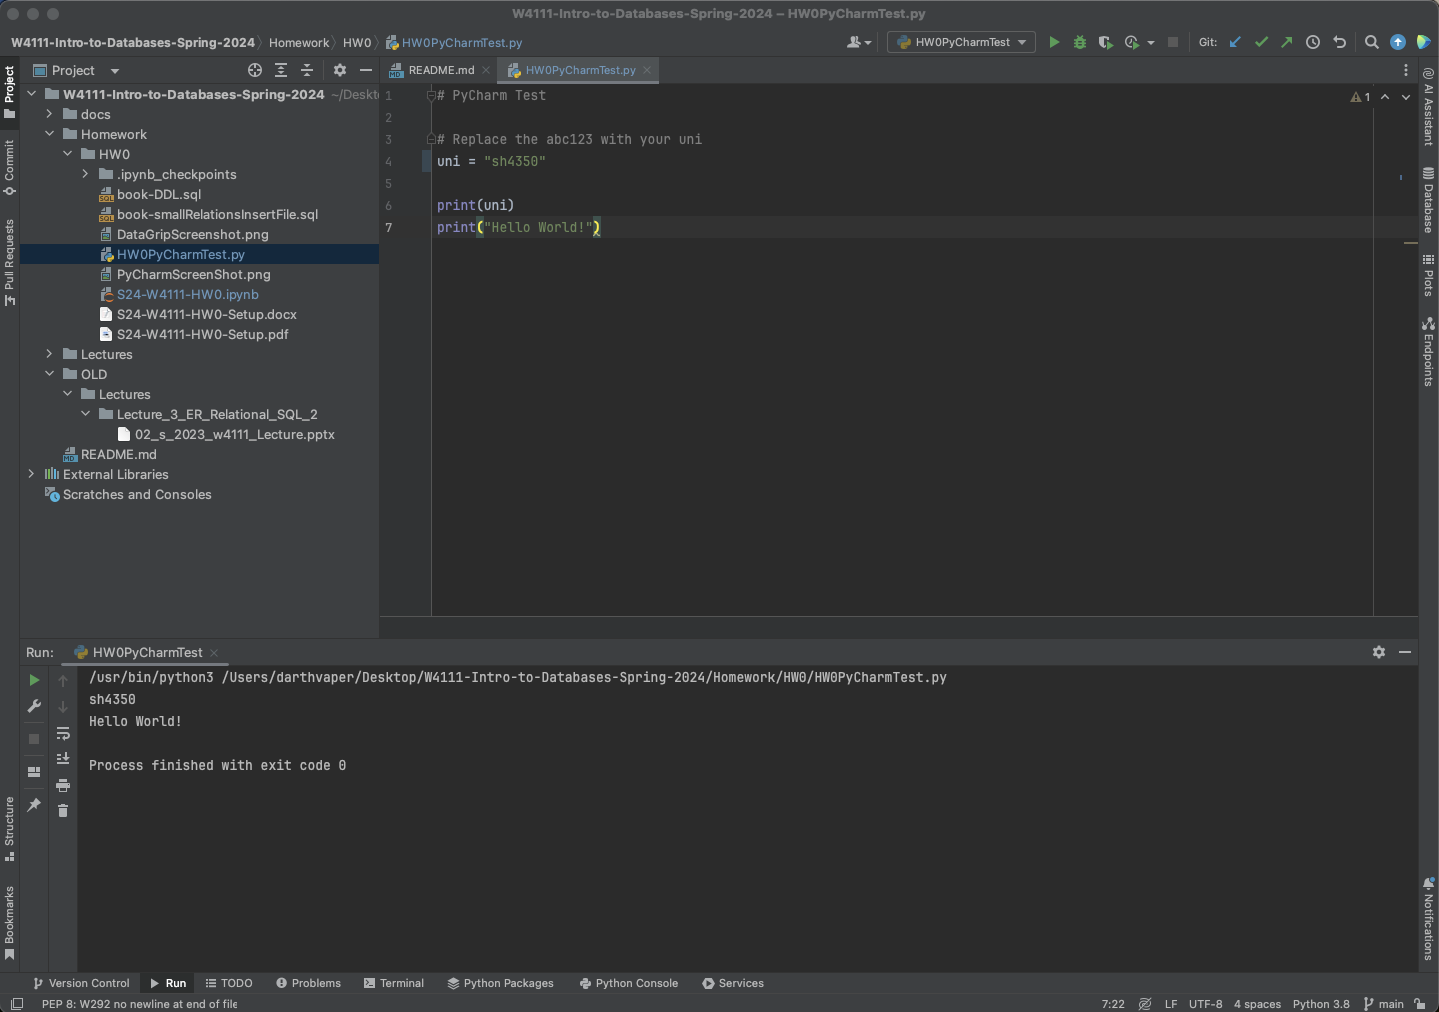 W4111-Intro-to-Databases-Spring-2024 – HW0PyCharmTest.py
W4111-Intro-to-Databases-Spring-2024 Homework HW0 HW0PyCharmTest.py HW0PyCharmTest Git:
Project README.md HW0PyCharmTest.py
W4111-Intro-to-Databases-Spring-2024 ~/Deskto
docs
Homework
HW0
.ipynb_checkpoints
book-DDL.sql
book-smallRelationsInsertFile.sql
DataGripScreenshot.png
HW0PyCharmTest.py
PyCharmScreenShot.png
S24-W4111-HW0.ipynb
S24-W4111-HW0-Setup.docx
S24-W4111-HW0-Setup.pdf
Lectures
OLD
Lectures
Lecture_3_ER_Relational_SQL_2
02_s_2023_w4111_Lecture.pptx
README.md
External Libraries
Scratches and Consoles
1 # PyCharm Test
2
3 # Replace the abc123 with your uni
4 uni = "sh4350"
5
6 print(uni)
7 print("Hello World!")
1
Project
Commit
Pull Requests
Structure
Bookmarks
AI Assistant
Database
Plots
Endpoints
Notifications
Run: HW0PyCharmTest
/usr/bin/python3 /Users/darthvaper/Desktop/W4111-Intro-to-Databases-Spring-2024/Homework/HW0/HW0PyCharmTest.py
sh4350
Hello World!
Process finished with exit code 0
Version Control Run TODO Problems Terminal Python Packages Python Console Services
PEP 8: W292 no newline at end of file 7:22 LF UTF-8 4 spaces Python 3.8 main